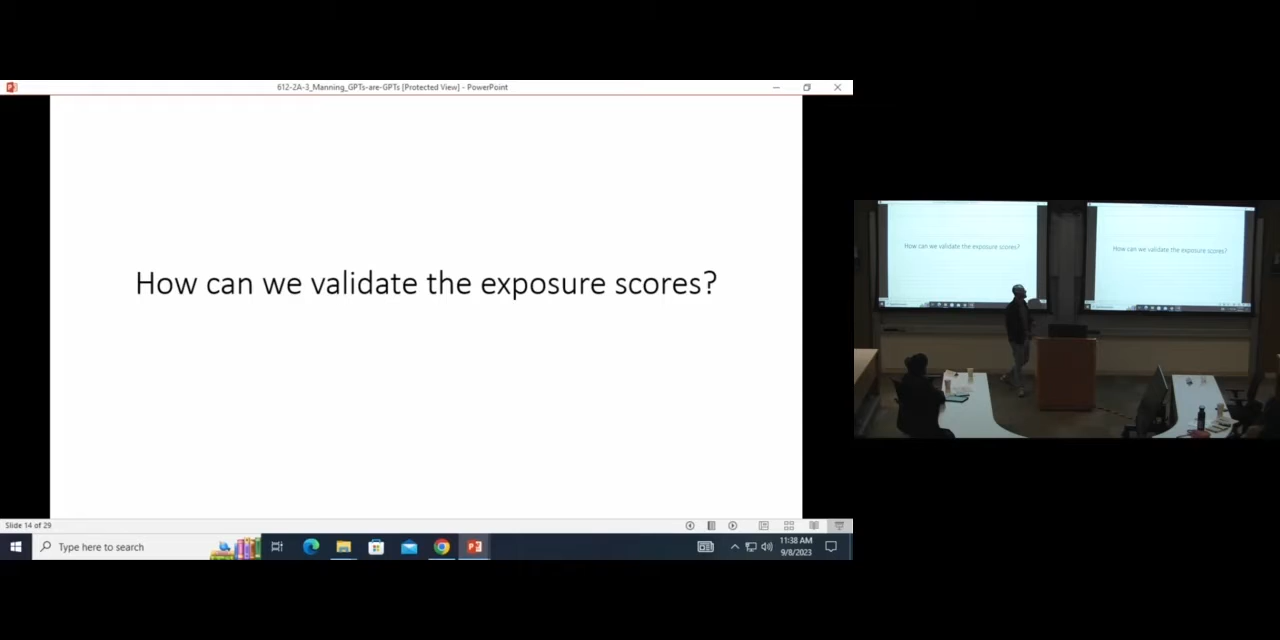 612-2A-3_Manning_GPTs-are-GPTs [Protected View] - PowerPoint
How can we validate the exposure scores?
Slide 14 of 29
Type here to search
11:38 AM
9/8/2023
How can we validate the exposure scores?
How can we validate the exposure scores?